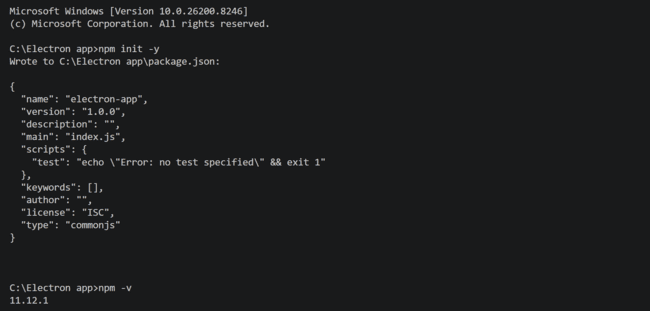 Microsoft Windows [Version 10.0.26200.8246]
(c) Microsoft Corporation. All rights reserved.
C:\Electron app>npm init -y
Wrote to C:\Electron app\package.json:
{
  "name": "electron-app",
  "version": "1.0.0",
  "description": "",
  "main": "index.js",
  "scripts": {
    "test": "echo \"Error: no test specified\" && exit 1"
  },
  "keywords": [],
  "author": "",
  "license": "ISC",
  "type": "commonjs"
}
C:\Electron app>npm -v
11.12.1